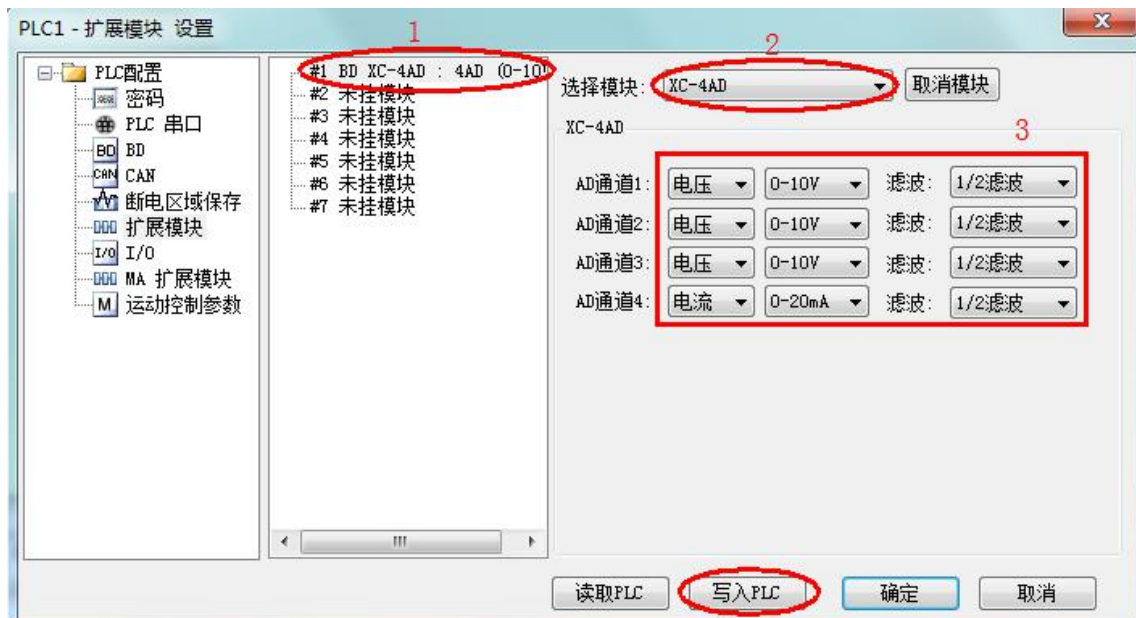 PLC1 - 扩展模块 设置
1
2
3
PLC配置
密码
PLC 串口
BD BD
CAN CAN
断电区域保存
扩展模块
I/O I/O
MA 扩展模块
M 运动控制参数
#1 BD XC-4AD : 4AD (0-10
#2 未挂模块
#3 未挂模块
#4 未挂模块
#5 未挂模块
#6 未挂模块
#7 未挂模块
选择模块: XC-4AD 取消模块
XC-4AD
AD通道1: 电压 0-10V 滤波: 1/2滤波
AD通道2: 电压 0-10V 滤波: 1/2滤波
AD通道3: 电压 0-10V 滤波: 1/2滤波
AD通道4: 电流 0-20mA 滤波: 1/2滤波
读取PLC 写入PLC 确定 取消